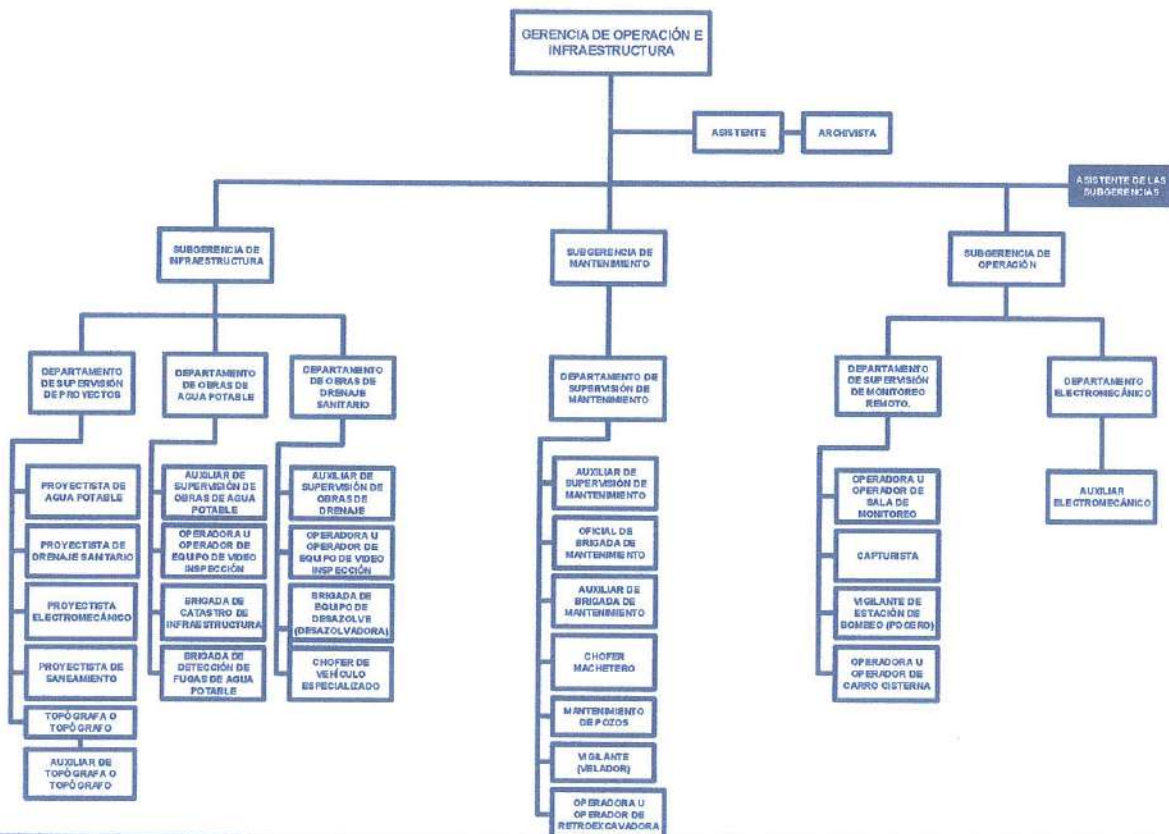 GERENCIA DE OPERACIÓN E
INFRAESTRUCTURA
ASISTENTE
ARCHIVISTA
ASISTENTE DE LAS
SUBGERENCIAS
SUBGERENCIA DE
INFRAESTRUCTURA
SUBGERENCIA DE
MANTENIMIENTO
SUBGERENCIA DE
OPERACIÓN
DEPARTAMENTO
DE SUPERVISIÓN
DE PROYECTOS
DEPARTAMENTO
DE OBRAS DE
AGUA POTABLE
DEPARTAMENTO
DE OBRAS DE
DRENAJE
SANITARIO
DEPARTAMENTO DE
SUPERVISIÓN DE
MANTENIMIENTO
DEPARTAMENTO
DE SUPERVISIÓN
DE MONITOREO
REMOTO.
DEPARTAMENTO
ELECTROMECÁNICO
PROYECTISTA DE
AGUA POTABLE
PROYECTISTA DE
DRENAJE SANITARIO
PROYECTISTA
ELECTROMECÁNICO
PROYECTISTA DE
SANEAMIENTO
TOPÓGRAFA O
TOPÓGRAFO
AUXILIAR DE
TOPÓGRAFA O
TOPÓGRAFO
AUXILIAR DE
SUPERVISIÓN DE
OBRAS DE AGUA
POTABLE
OPERADORA U
OPERADOR DE
EQUIPO DE VIDEO
INSPECCIÓN
BRIGADA DE
CATASTRO DE
INFRAESTRUCTURA
BRIGADA DE
DETECCIÓN DE
FUGAS DE AGUA
POTABLE
AUXILIAR DE
SUPERVISIÓN DE
OBRAS DE
DRENAJE
OPERADORA U
OPERADOR DE
EQUIPO DE VIDEO
INSPECCIÓN
BRIGADA DE
EQUIPO DE
DESAZOLVE
(DESAZOLVADORA)
CHOFER DE
VEHÍCULO
ESPECIALIZADO
AUXILIAR DE
SUPERVISIÓN DE
MANTENIMIENTO
OFICIAL DE
BRIGADA DE
MANTENIMIENTO
AUXILIAR DE
BRIGADA DE
MANTENIMIENTO
CHOFER
MACHETERO
MANTENIMIENTO
DE POZOS
VIGILANTE
(VELADOR)
OPERADORA U
OPERADOR DE
RETROEXCAVADORA
OPERADORA U
OPERADOR DE
SALA DE
MONITOREO
CAPTURISTA
VIGILANTE DE
ESTACIÓN DE
BOMBEO (POCERO)
OPERADORA U
OPERADOR DE
CARRO CISTERNA
AUXILIAR
ELECTROMECÁNICO